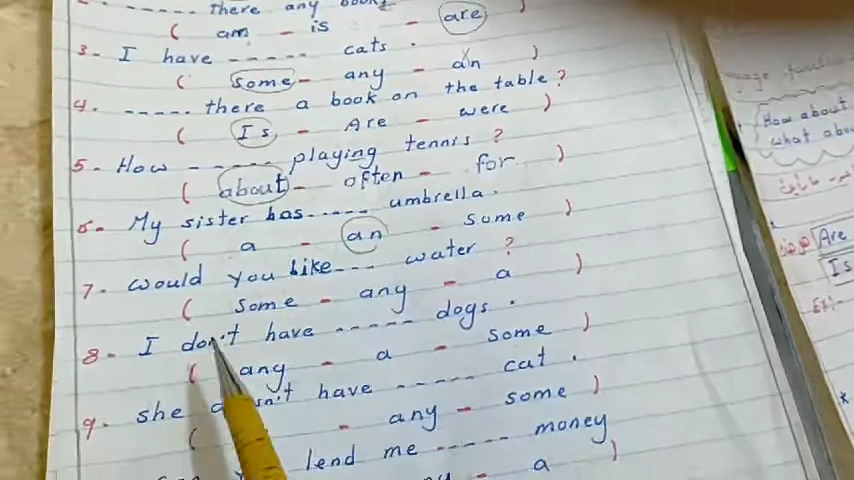 2 - ----- there any books
( am - is - are )
3- I have ------ cats .
( some - any - an )
4- ----- there a book on the table ?
( Is - Are - were )
5- How ------ playing tennis ?
( about - often - for )
6- My sister has ----- umbrella .
( a - an - some )
7- would you like ---- water ?
( some - any - a )
8- I don't have ------ dogs .
( any - a - some )
9- she doesn't have ------ cat .
( - any - some )
lend me ------ money
- a )
How about
what about
Are
Is